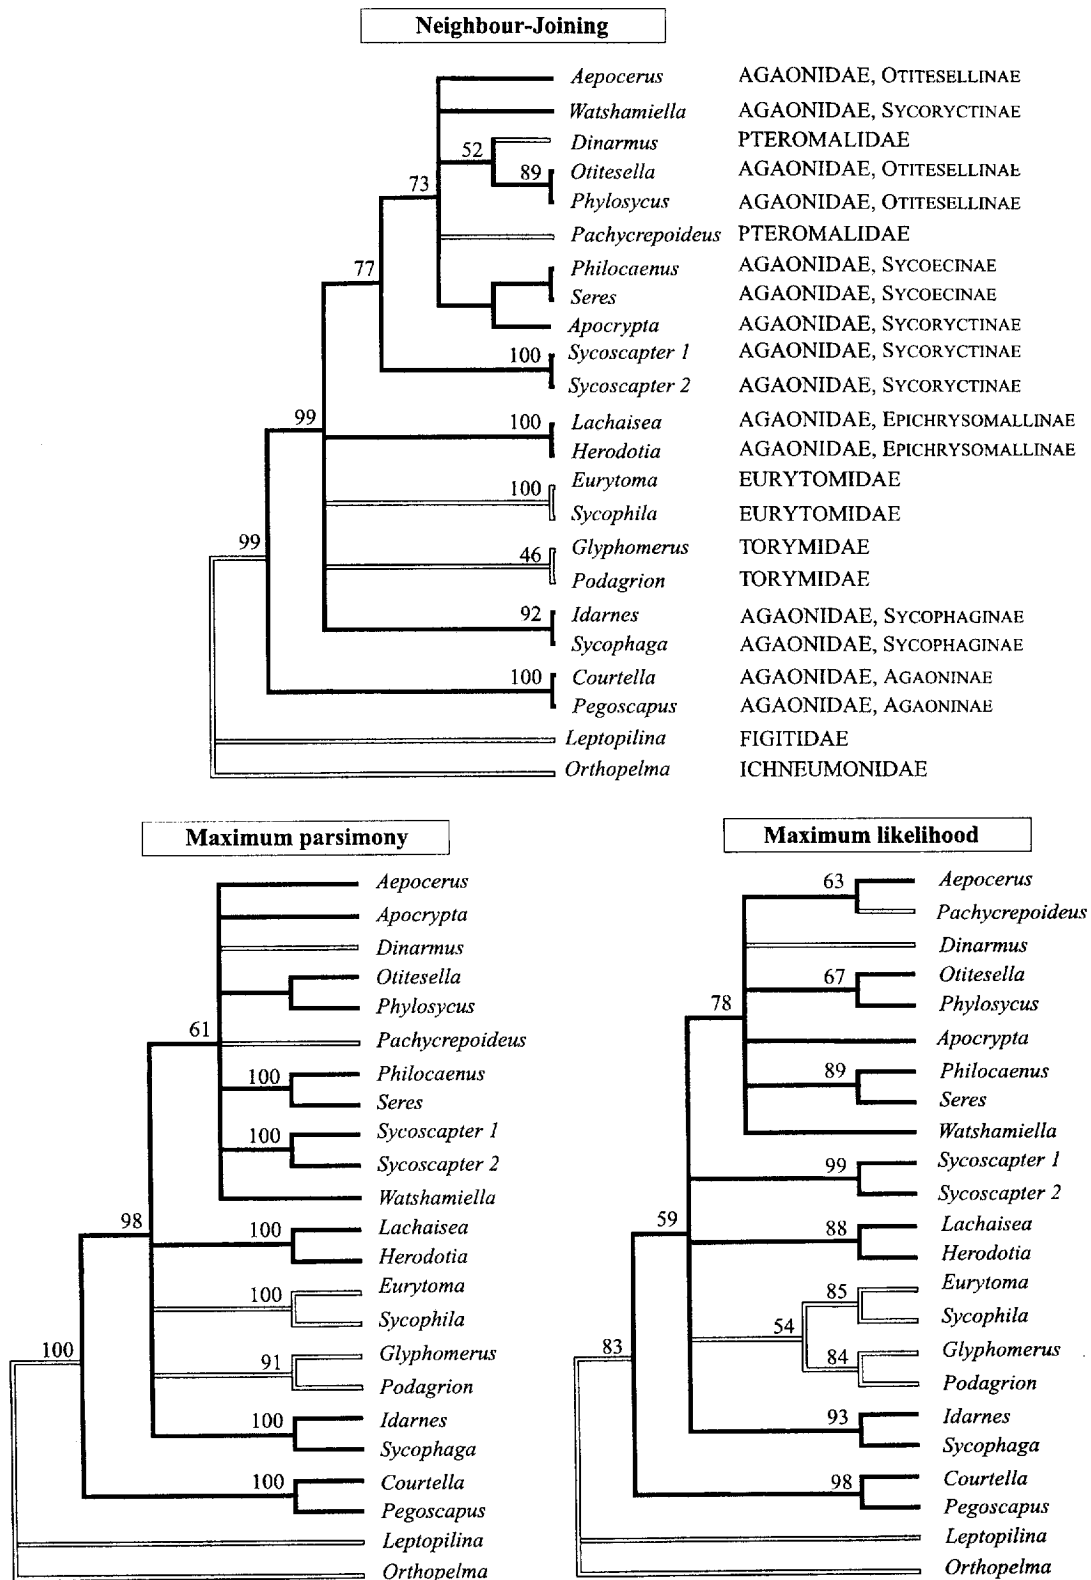 Neighbour-Joining
Aepocerus AGAONIDAE, OTITESELLINAE
Watshamiella AGAONIDAE, SYCORYCTINAE
52 Dinarmus PTEROMALIDAE
89 Otitesella AGAONIDAE, OTITESELLINAE
73 Phylosycus AGAONIDAE, OTITESELLINAE
Pachycrepoideus PTEROMALIDAE
77 Philocaenus AGAONIDAE, SYCOECINAE
Seres AGAONIDAE, SYCOECINAE
Apocrypta AGAONIDAE, SYCORYCTINAE
100 Sycoscapter 1 AGAONIDAE, SYCORYCTINAE
Sycoscapter 2 AGAONIDAE, SYCORYCTINAE
99 100 Lachaisea AGAONIDAE, EPICHRYSOMALLINAE
Herodotia AGAONIDAE, EPICHRYSOMALLINAE
100 Eurytoma EURYTOMIDAE
Sycophila EURYTOMIDAE
99 46 Glyphomerus TORYMIDAE
Podagrion TORYMIDAE
92 Idarnes AGAONIDAE, SYCOPHAGINAE
Sycophaga AGAONIDAE, SYCOPHAGINAE
100 Courtella AGAONIDAE, AGAONINAE
Pegoscapus AGAONIDAE, AGAONINAE
Leptopilina FIGITIDAE
Orthopelma ICHNEUMONIDAE
Maximum parsimony
Aepocerus
Apocrypta
Dinarmus
Otitesella
Phylosycus
61 Pachycrepoideus
100 Philocaenus
Seres
100 Sycoscapter 1
Sycoscapter 2
Watshamiella
98 100 Lachaisea
Herodotia
100 Eurytoma
Sycophila
100 91 Glyphomerus
Podagrion
100 Idarnes
Sycophaga
100 Courtella
Pegoscapus
Leptopilina
Orthopelma
Maximum likelihood
63 Aepocerus
Pachycrepoideus
Dinarmus
67 Otitesella
78 Phylosycus
Apocrypta
89 Philocaenus
Seres
Watshamiella
99 Sycoscapter 1
Sycoscapter 2
59 88 Lachaisea
Herodotia
85 Eurytoma
Sycophila
54
83 84 Glyphomerus
Podagrion
93 Idarnes
Sycophaga
98 Courtella
Pegoscapus
Leptopilina
Orthopelma